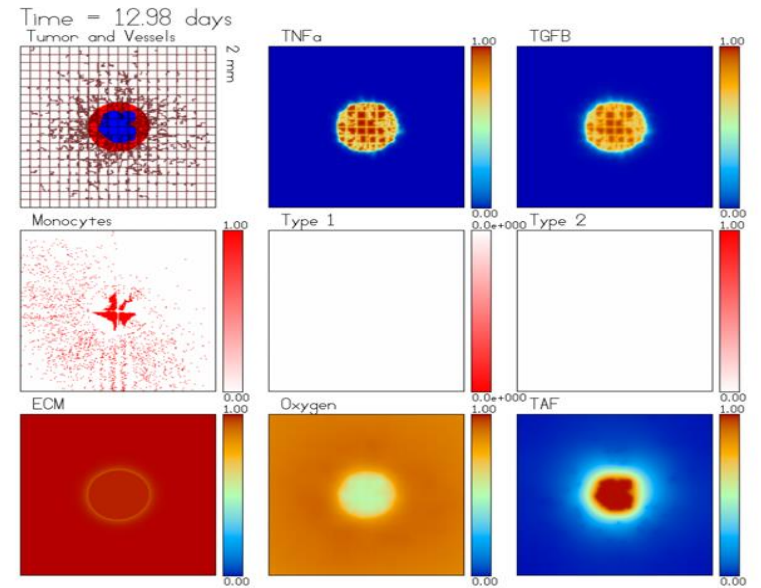 Time = 12.98 days
Tumor and Vessels
2 mm
TNFa
1.00
0.00
TGFB
1.00
0.00
Monocytes
1.00
0.00
Type 1
0.0e+000
0.0e+000
Type 2
1.00
0.00
ECM
1.00
0.00
Oxygen
1.00
0.00
TAF
1.00
0.00